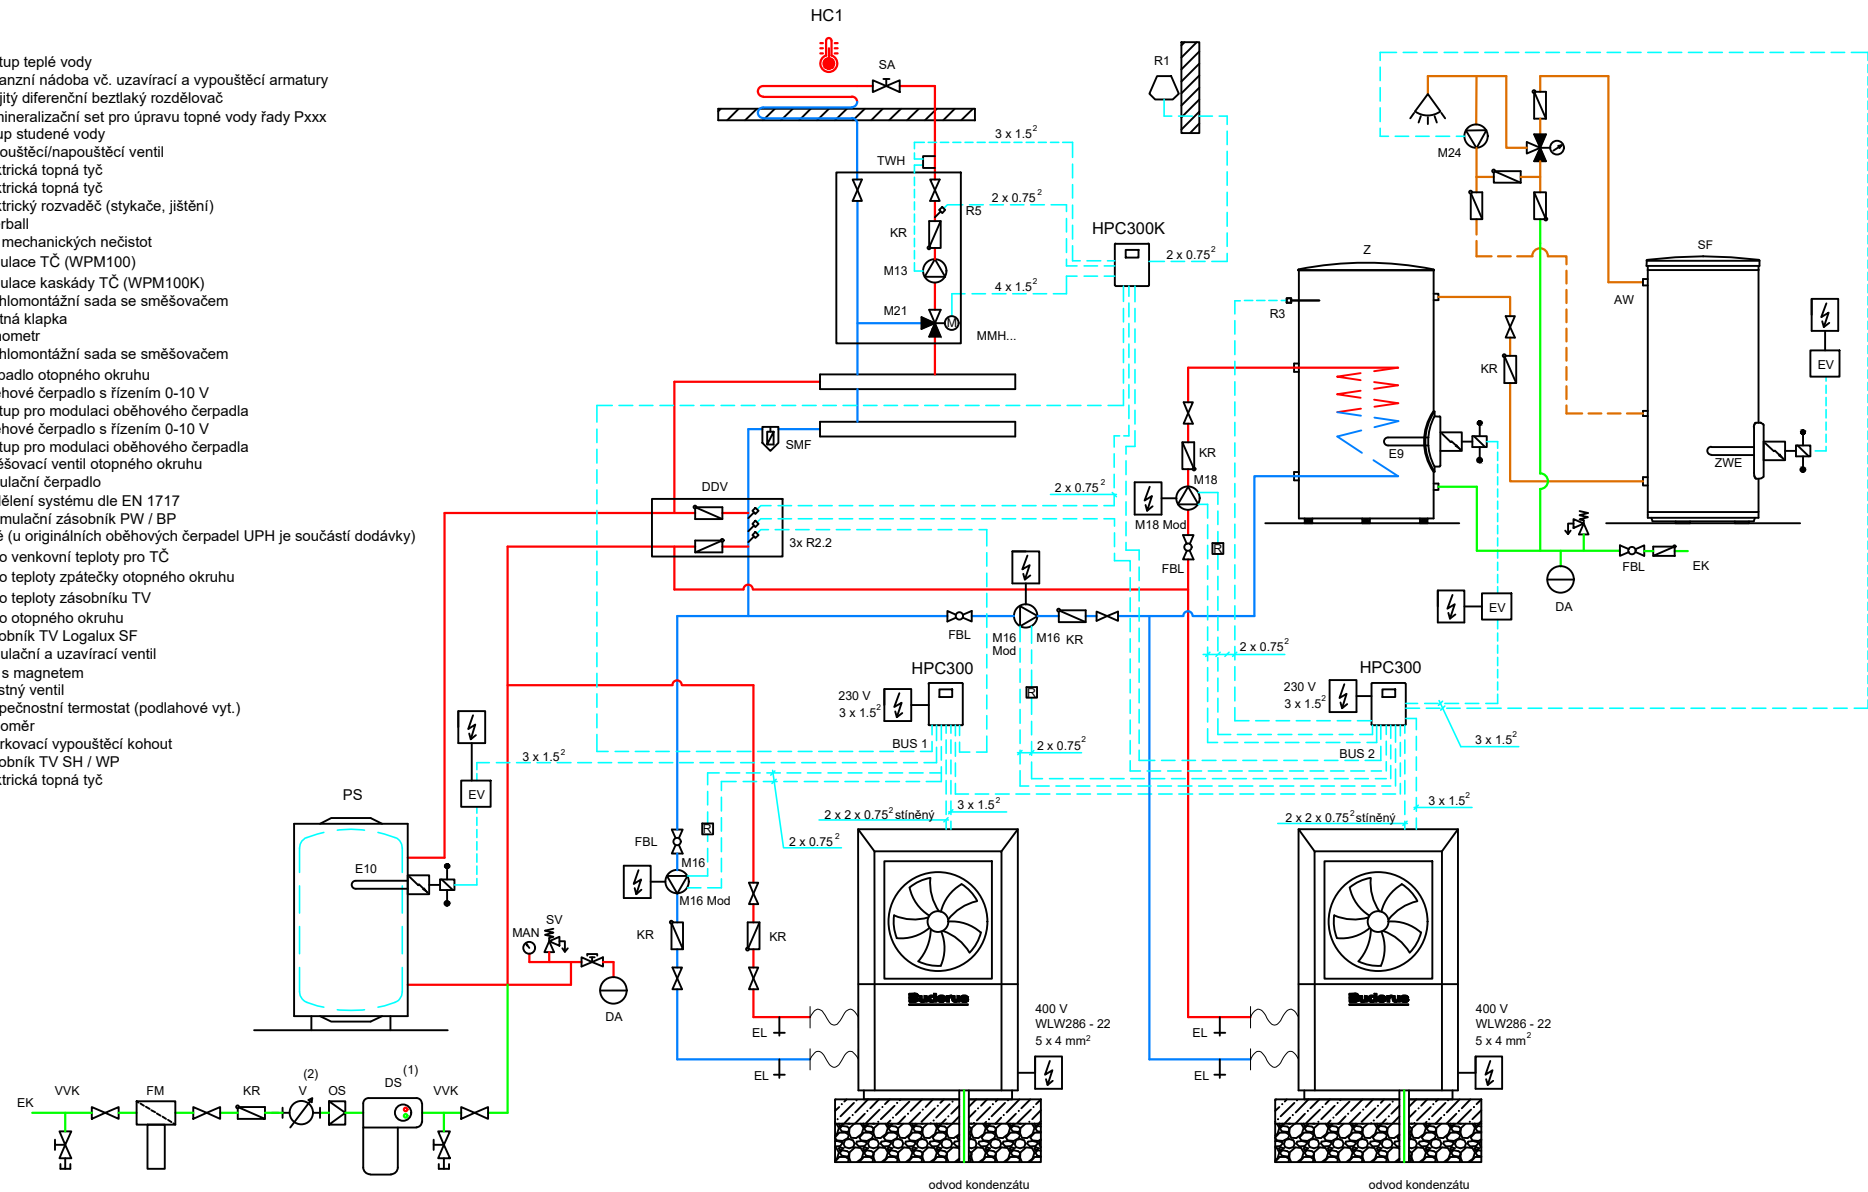 tup teplé vody
anzní nádoba vč. uzavírací a vypouštěcí armatury
jitý diferenční beztlaký rozdělovač
nineralizační set pro úpravu topné vody řady Pxxx
up studené vody
pouštěcí/napouštěcí ventil
ktrická topná tyč
ktrická topná tyč
ktrický rozvaděč (stykače, jištění)
rball
mechanických nečistot
ulace TČ (WPM100)
ulace kaskády TČ (WPM100K)
chlomontážní sada se směšovačem
tná klapka
nometr
chlomontážní sada se směšovačem
rpadlo otopného okruhu
ěhové čerpadlo s řízením 0-10 V
tup pro modulaci oběhového čerpadla
ěhové čerpadlo s řízením 0-10 V
tup pro modulaci oběhového čerpadla
ěšovací ventil otopného okruhu
kulační čerpadlo
dělení systému dle EN 1717
mulační zásobník PW / BP
é (u originálních oběhových čerpadel UPH je součástí dodávky)
o venkovní teploty pro TČ
o teploty zpátečky otopného okruhu
o teploty zásobníku TV
o otopného okruhu
obník TV Logalux SF
ulační a uzavírací ventil
s magnetem
stný ventil
pečnostní termostat (podlahové vyt.)
oměr
rkovací vypouštěcí kohout
obník TV SH / WP
ktrická topná tyč
HC1
SA
R1
3 x 1.5²
TWH
M24
2 x 0.75²
R5
KR
HPC300K
M13
2 x 0.75²
Z
SF
4 x 1.5²
M21
M
MMH...
R3
AW
EV
KR
SMF
KR
E9
ZWE
DDV
2 x 0.75²
M18
M18 Mod
3x R2.2
R
FBL
FBL
EK
DA
EV
FBL
M16
Mod
M16
KR
2 x 0.75²
HPC300
HPC300
230 V
3 x 1.5²
R
230 V
3 x 1.5²
BUS 1
2 x 0.75²
BUS 2
3 x 1.5²
3 x 1.5²
PS
EV
2 x 2 x 0.75² stíněný
3 x 1.5²
3 x 1.5²
2 x 2 x 0.75² stíněný
R
FBL
2 x 0.75²
E10
M16
M16 Mod
SV
MAN
KR
KR
DA
Buderus
Buderus
EL
400 V
WLW286 - 22
5 x 4 mm²
EL
400 V
WLW286 - 22
5 x 4 mm²
EL
EL
EK
VVK
FM
KR
(2)
V
OS
DS
(1)
VVK
odvod kondenzátu
odvod kondenzátu